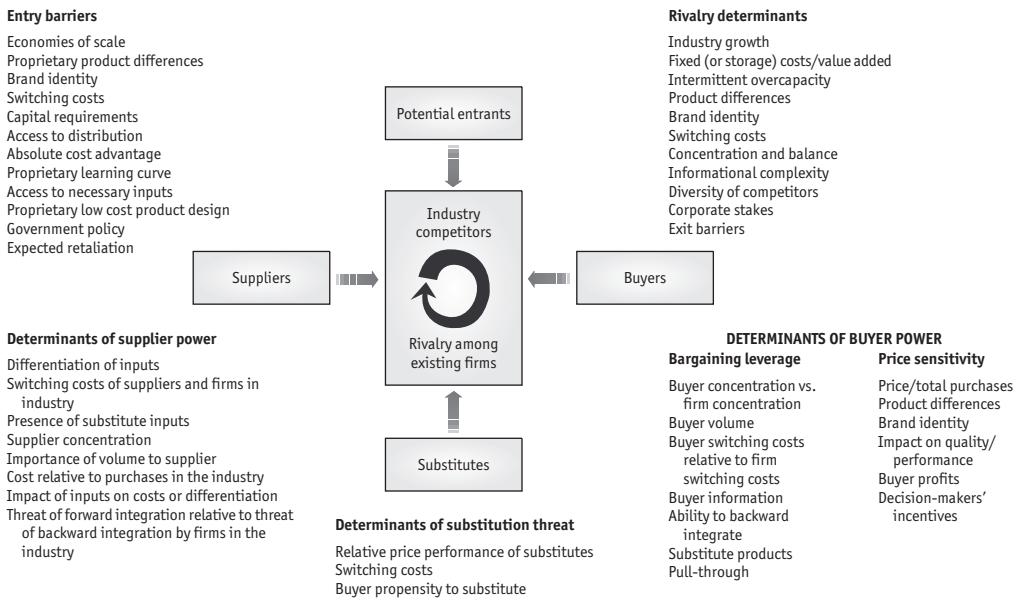 Entry barriers
Economies of scale
Proprietary product differences
Brand identity
Switching costs
Capital requirements
Access to distribution
Absolute cost advantage
Proprietary learning curve
Access to necessary inputs
Proprietary low cost product design
Government policy
Expected retaliation
Rivalry determinants
Industry growth
Fixed (or storage) costs/value added
Intermittent overcapacity
Product differences
Brand identity
Switching costs
Concentration and balance
Informational complexity
Diversity of competitors
Corporate stakes
Exit barriers
Potential entrants
Industry
competitors
Rivalry among
existing firms
Suppliers
Buyers
Substitutes
Determinants of supplier power
Differentiation of inputs
Switching costs of suppliers and firms in
industry
Presence of substitute inputs
Supplier concentration
Importance of volume to supplier
Cost relative to purchases in the industry
Impact of inputs on costs or differentiation
Threat of forward integration relative to threat
of backward integration by firms in the
industry
Determinants of substitution threat
Relative price performance of substitutes
Switching costs
Buyer propensity to substitute
DETERMINANTS OF BUYER POWER
Bargaining leverage
Buyer concentration vs.
firm concentration
Buyer volume
Buyer switching costs
relative to firm
switching costs
Buyer information
Ability to backward
integrate
Substitute products
Pull-through
Price sensitivity
Price/total purchases
Product differences
Brand identity
Impact on quality/
performance
Buyer profits
Decision-makers'
incentives